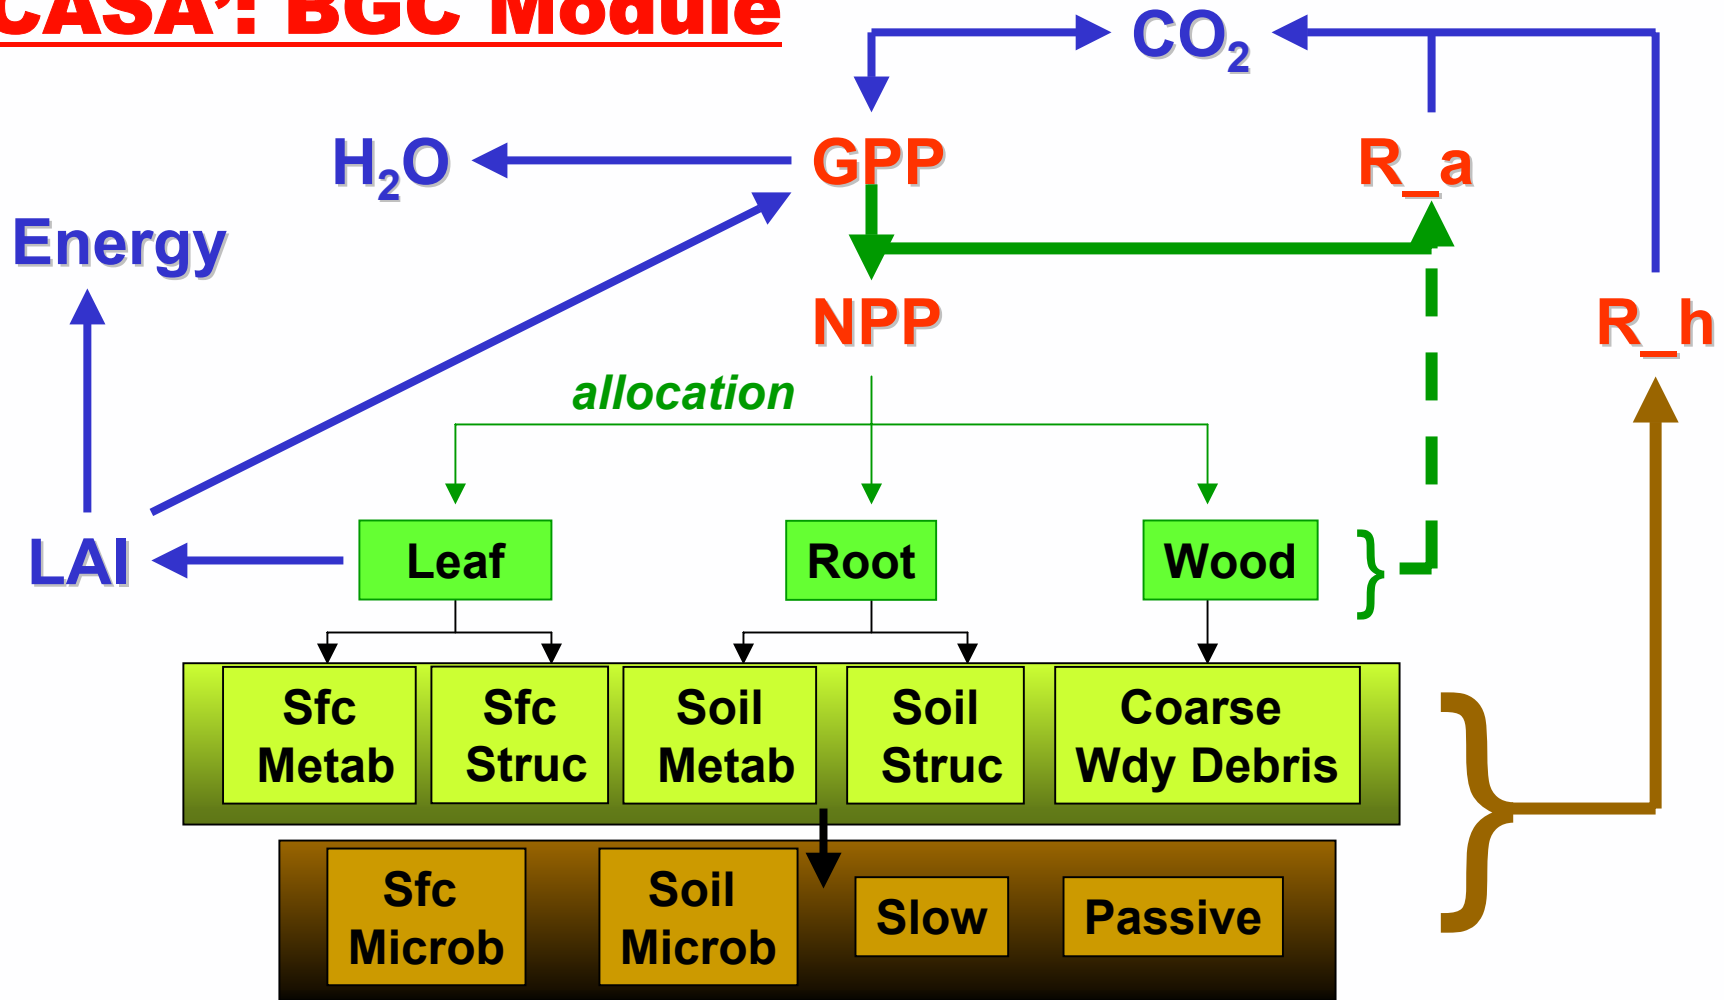 CASA’: BGC Module
CO2
H2O
GPP
R_a
Energy
NPP
R_h
allocation
LAI
Leaf
Root
Wood
}
Sfc
Metab
Sfc
Struc
Soil
Metab
Soil
Struc
Coarse
Wdy Debris
}
Sfc
Microb
Soil
Microb
Slow
Passive